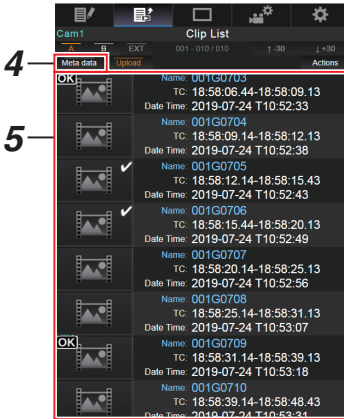 Cam1 Clip List
A B EXT 001 - 010 / 010 ↑ -30 ↓ +30
4 Meta data Upload Actions
5
OK Name: 001G0703
TC: 18:58:06.44-18:58:09.13
Date Time: 2019-07-24 T10:52:33
Name: 001G0704
TC: 18:58:09.14-18:58:12.13
Date Time: 2019-07-24 T10:52:38
Name: 001G0705
TC: 18:58:12.14-18:58:15.43
Date Time: 2019-07-24 T10:52:43
Name: 001G0706
TC: 18:58:15.44-18:58:20.13
Date Time: 2019-07-24 T10:52:49
Name: 001G0707
TC: 18:58:20.14-18:58:25.13
Date Time: 2019-07-24 T10:52:56
Name: 001G0708
TC: 18:58:25.14-18:58:31.13
Date Time: 2019-07-24 T10:53:07
OK Name: 001G0709
TC: 18:58:31.14-18:58:39.13
Date Time: 2019-07-24 T10:53:18
Name: 001G0710
TC: 18:58:39.14-18:58:48.43
Date Time: 2019-07-24 T10:53:31